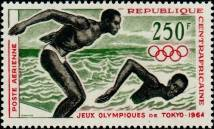 REPUBLIQUE CENTRAFRICAINE
250F
POSTE AERIENNE
JEUX OLYMPIQUES DE TOKYO-1964